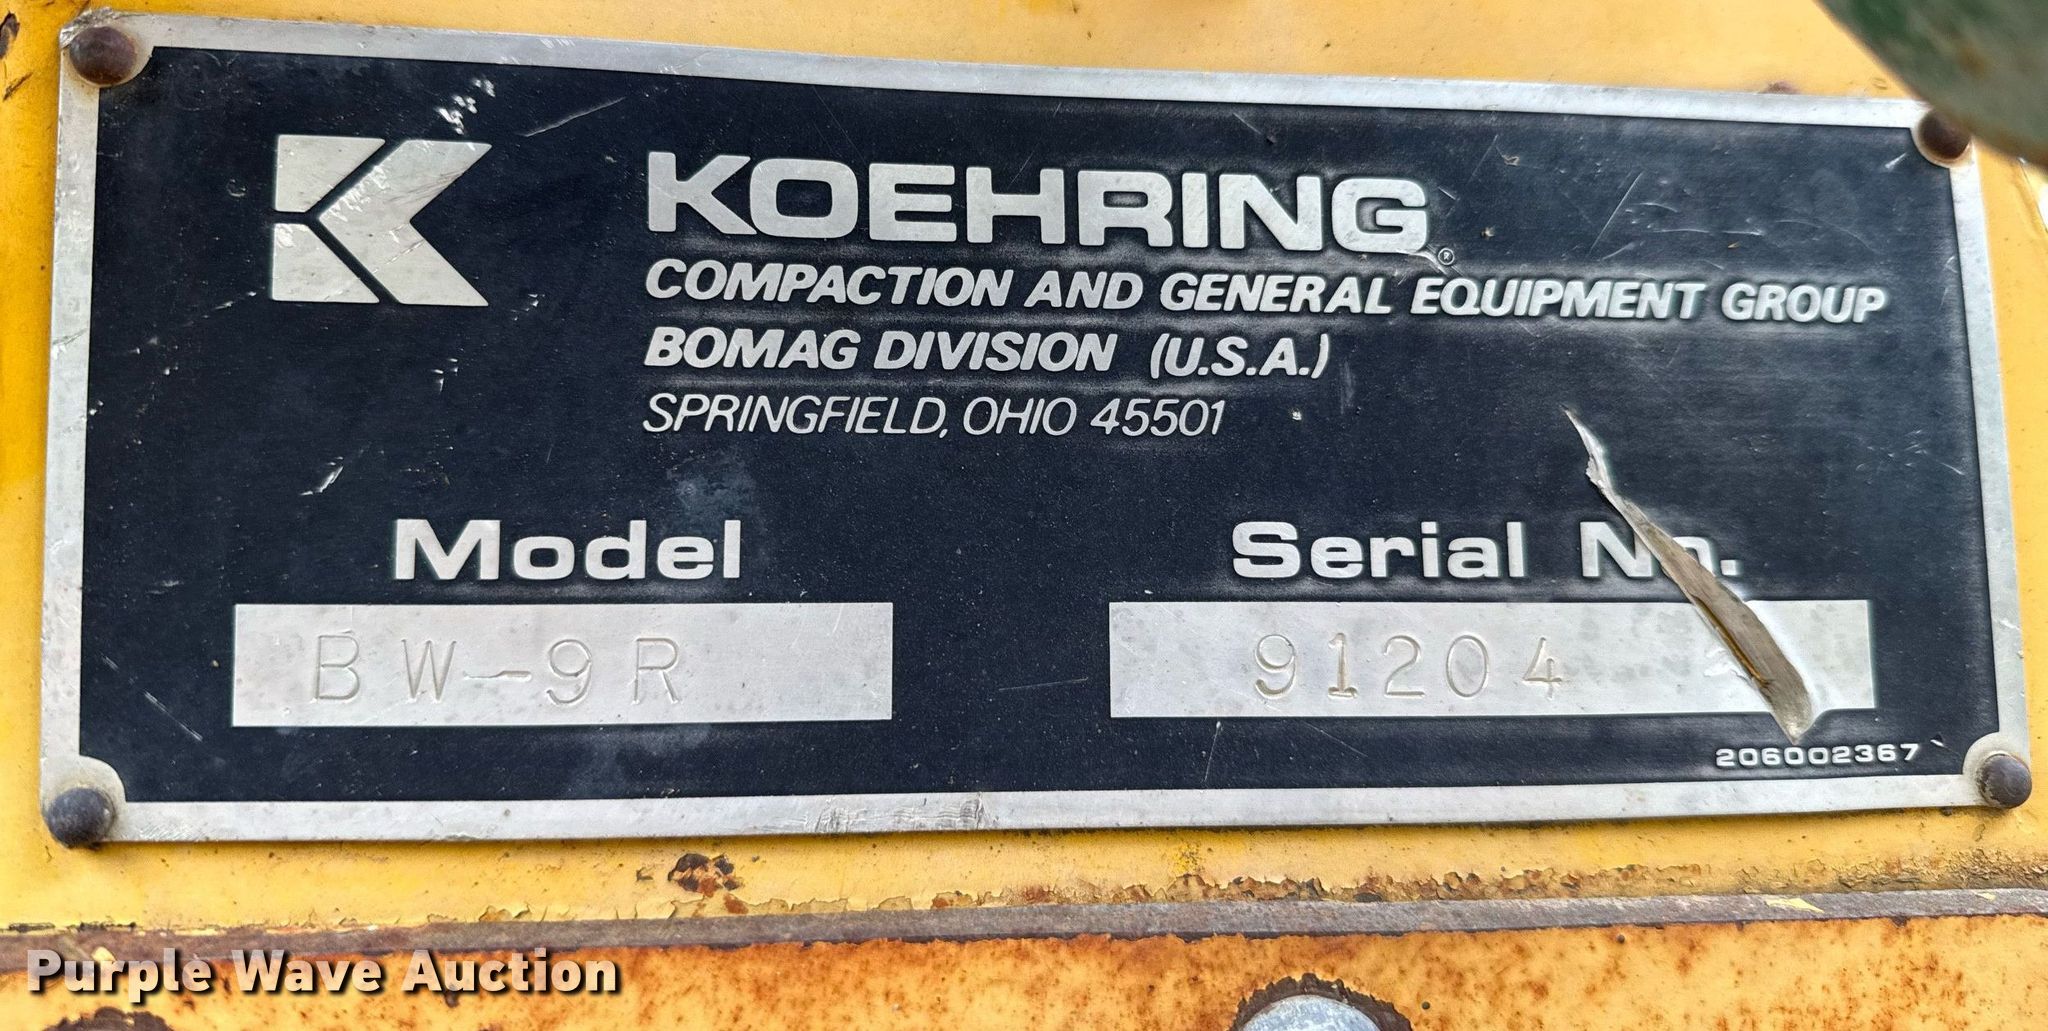 KOEHRING®
COMPACTION AND GENERAL EQUIPMENT GROUP
BOMAG DIVISION (U.S.A.)
SPRINGFIELD, OHIO 45501
Model Serial No.
BW-9R 91204
206002367
Purple Wave Auction